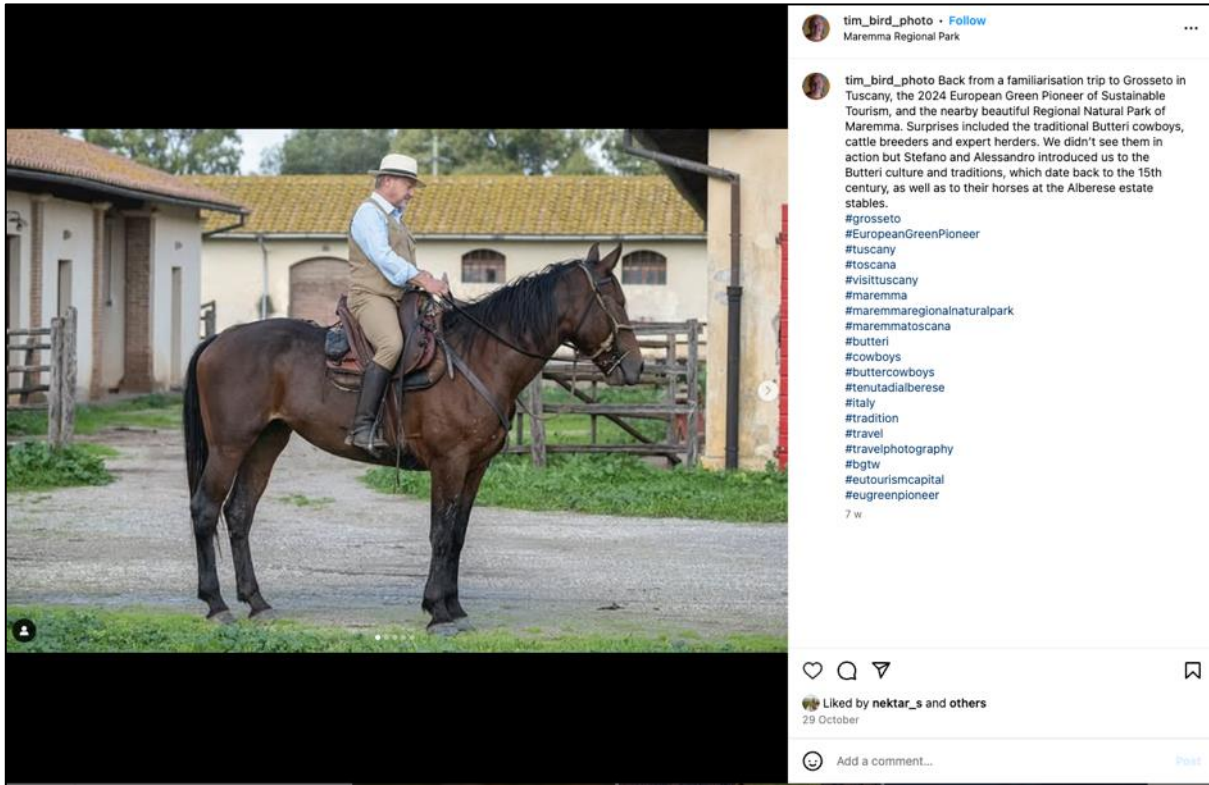 tim_bird_photo • Follow
Maremma Regional Park
tim_bird_photo Back from a familiarisation trip to Grosseto in
Tuscany, the 2024 European Green Pioneer of Sustainable
Tourism, and the nearby beautiful Regional Natural Park of
Maremma. Surprises included the traditional Butteri cowboys,
cattle breeders and expert herders. We didn't see them in
action but Stefano and Alessandro introduced us to the
Butteri culture and traditions, which date back to the 15th
century, as well as to their horses at the Alberese estate
stables.
#grosseto
#EuropeanGreenPioneer
#tuscany
#toscana
#visittuscany
#maremma
#maremmaregionalnaturalpark
#maremmatoscana
#butteri
#cowboys
#buttercowboys
#tenutadialberese
#italy
#tradition
#travel
#travelphotography
#bgtw
#eutourismcapital
#eugreenpioneer
7 w
Liked by nektar_s and others
29 October
Add a comment...
Post